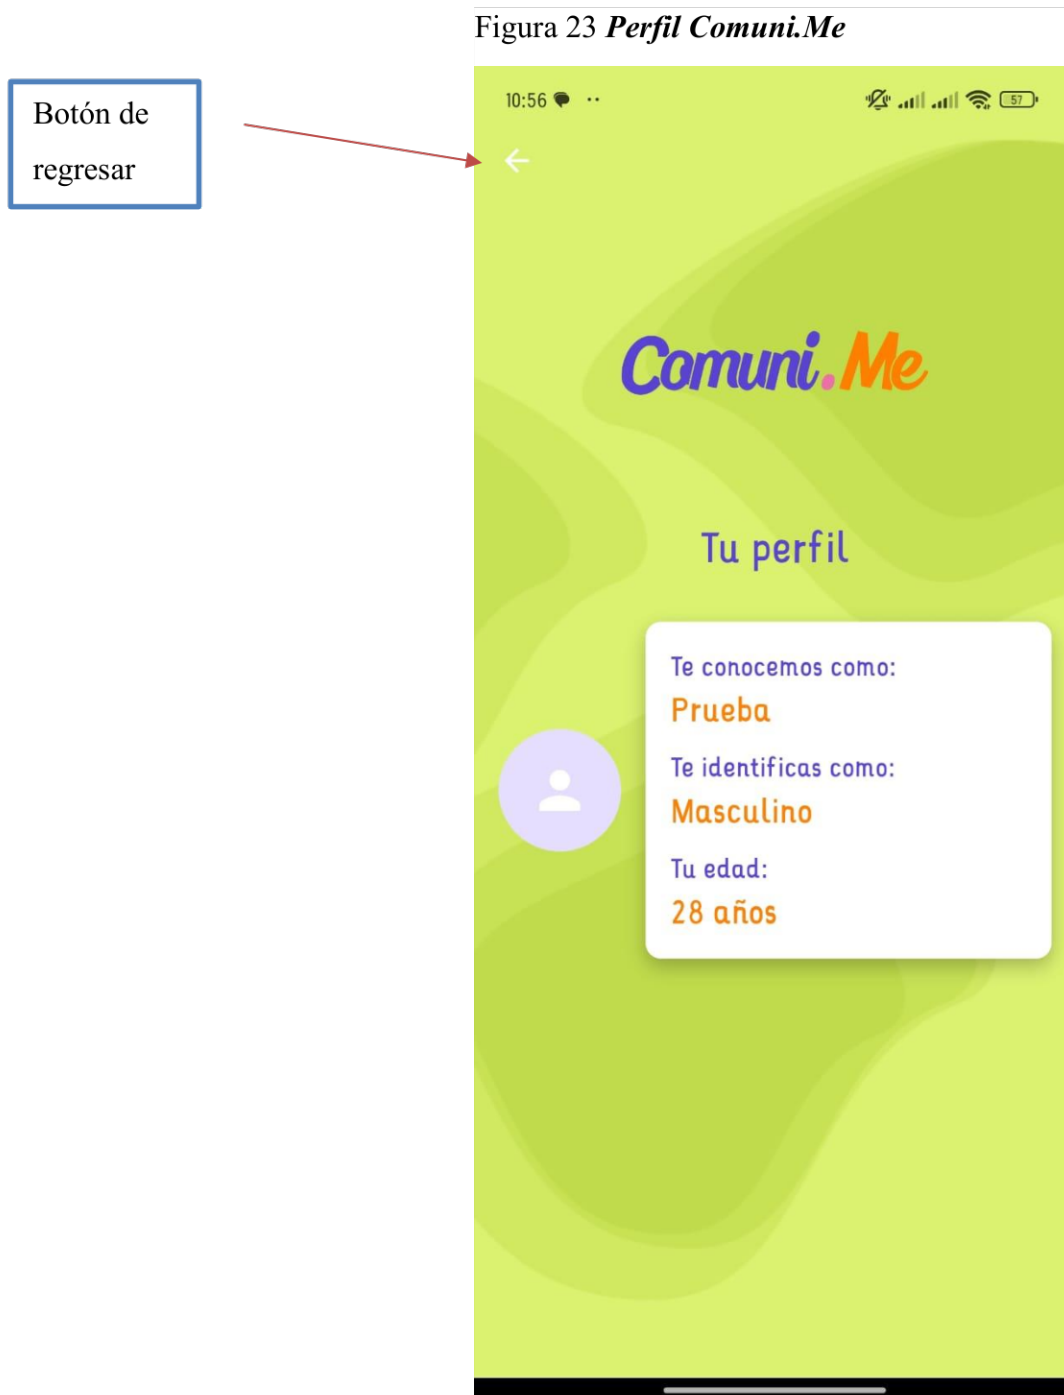 Figura 23 Perfil Comuni.Me
Botón de
regresar
10:56
57
Comuni.Me
Tu perfil
Te conocemos como:
Prueba
Te identificas como:
Masculino
Tu edad:
28 años